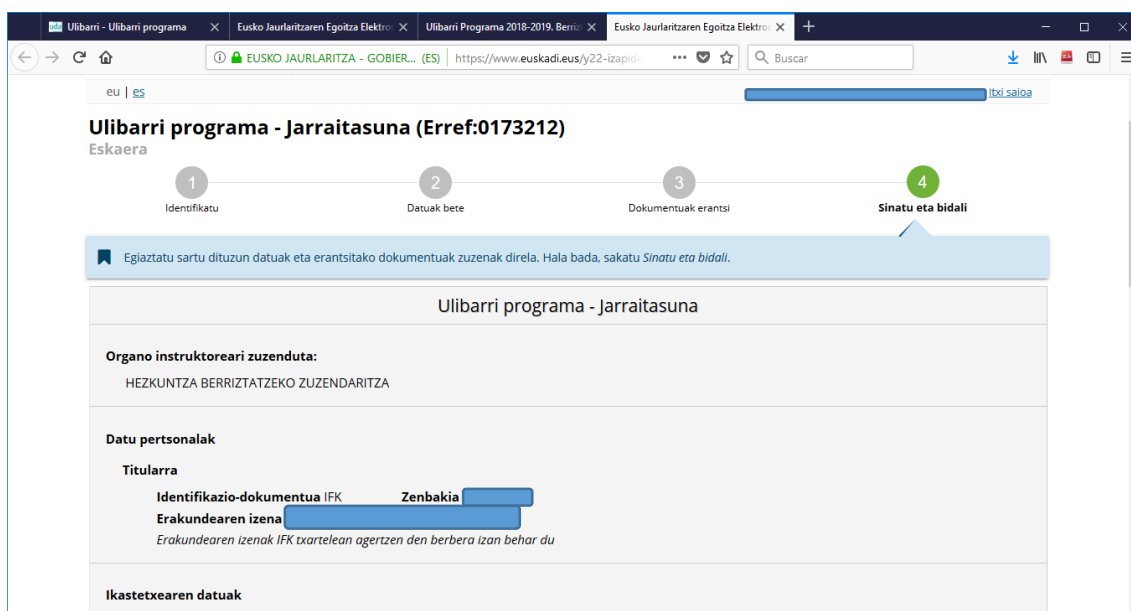 uda Ulibarri - Ulibarri programa
Eusko Jaurlaritzaren Egoitza Elektro
Ulibarri Programa 2018-2019. Berriz
Eusko Jaurlaritzaren Egoitza Elektro
EUSKO JAURLARITZA - GOBIER... (ES) https://www.euskadi.eus/y22-izapide
Buscar
eu | es
Itxi saioa
Ulibarri programa - Jarraitasuna (Erref:0173212)
Eskaera
1 2 3 4
Identifikatu Datuak bete Dokumentuak erantsi Sinatu eta bidali
Egiaztatu sartu dituzun datuak eta erantsitako dokumentuak zuzenak direla. Hala bada, sakatu Sinatu eta bidali.
Ulibarri programa - Jarraitasuna
Organo instruktoreari zuzenduta:
HEZKUNTZA BERRIZTATZEKO ZUZENDARITZA
Datu pertsonalak
Titularra
Identifikazio-dokumentua IFK Zenbakia
Erakundearen izena
Erakundearen izenak IFK txartelean agertzen den berbera izan behar du
Ikastetxearen datuak